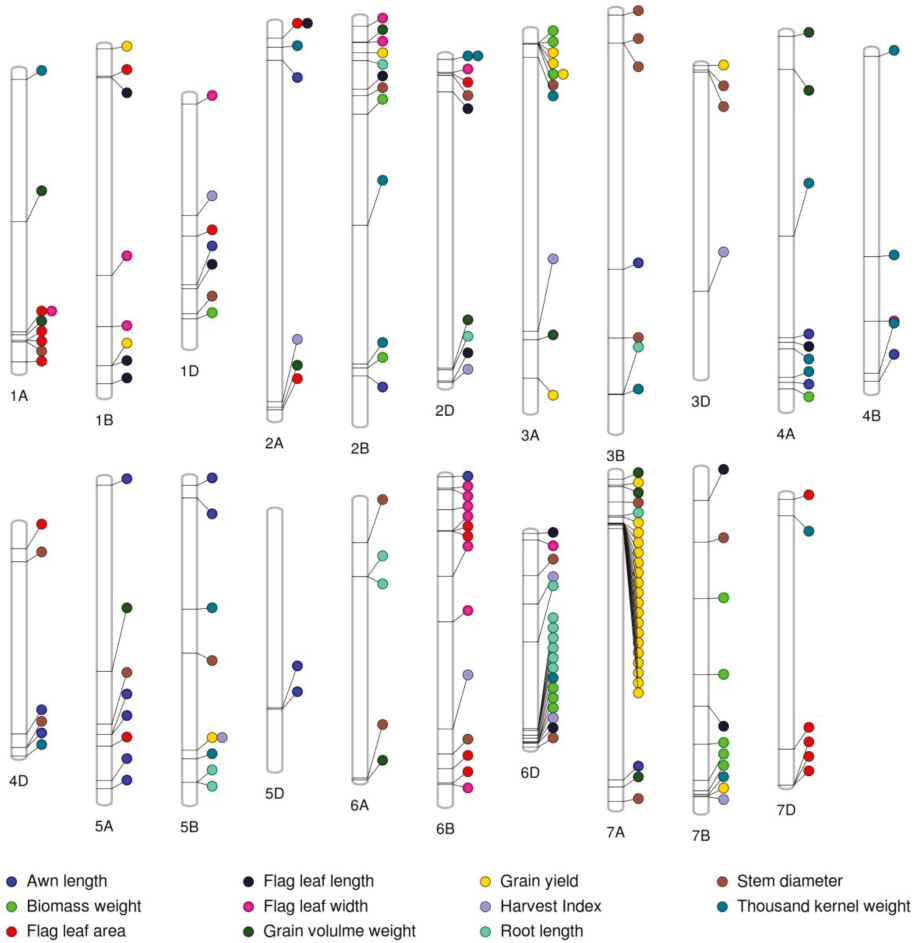 1A
1B
1D
2A
2B
2D
3A
3B
3D
4A
4B
4D
5A
5B
5D
6A
6B
6D
7A
7B
7D
Awn length
Biomass weight
Flag leaf area
Flag leaf length
Flag leaf width
Grain volulme weight
Grain yield
Harvest Index
Root length
Stem diameter
Thousand kernel weight